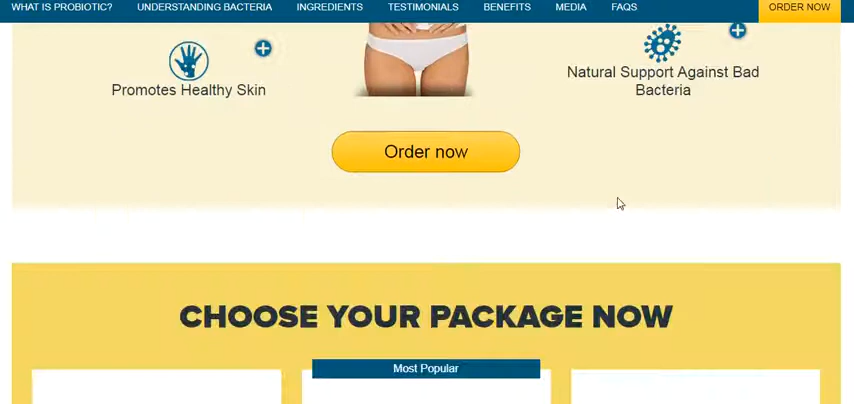 WHAT IS PROBIOTIC? UNDERSTANDING BACTERIA INGREDIENTS TESTIMONIALS BENEFITS MEDIA FAQS ORDER NOW
Promotes Healthy Skin
Natural Support Against Bad
Bacteria
Order now
CHOOSE YOUR PACKAGE NOW
Most Popular